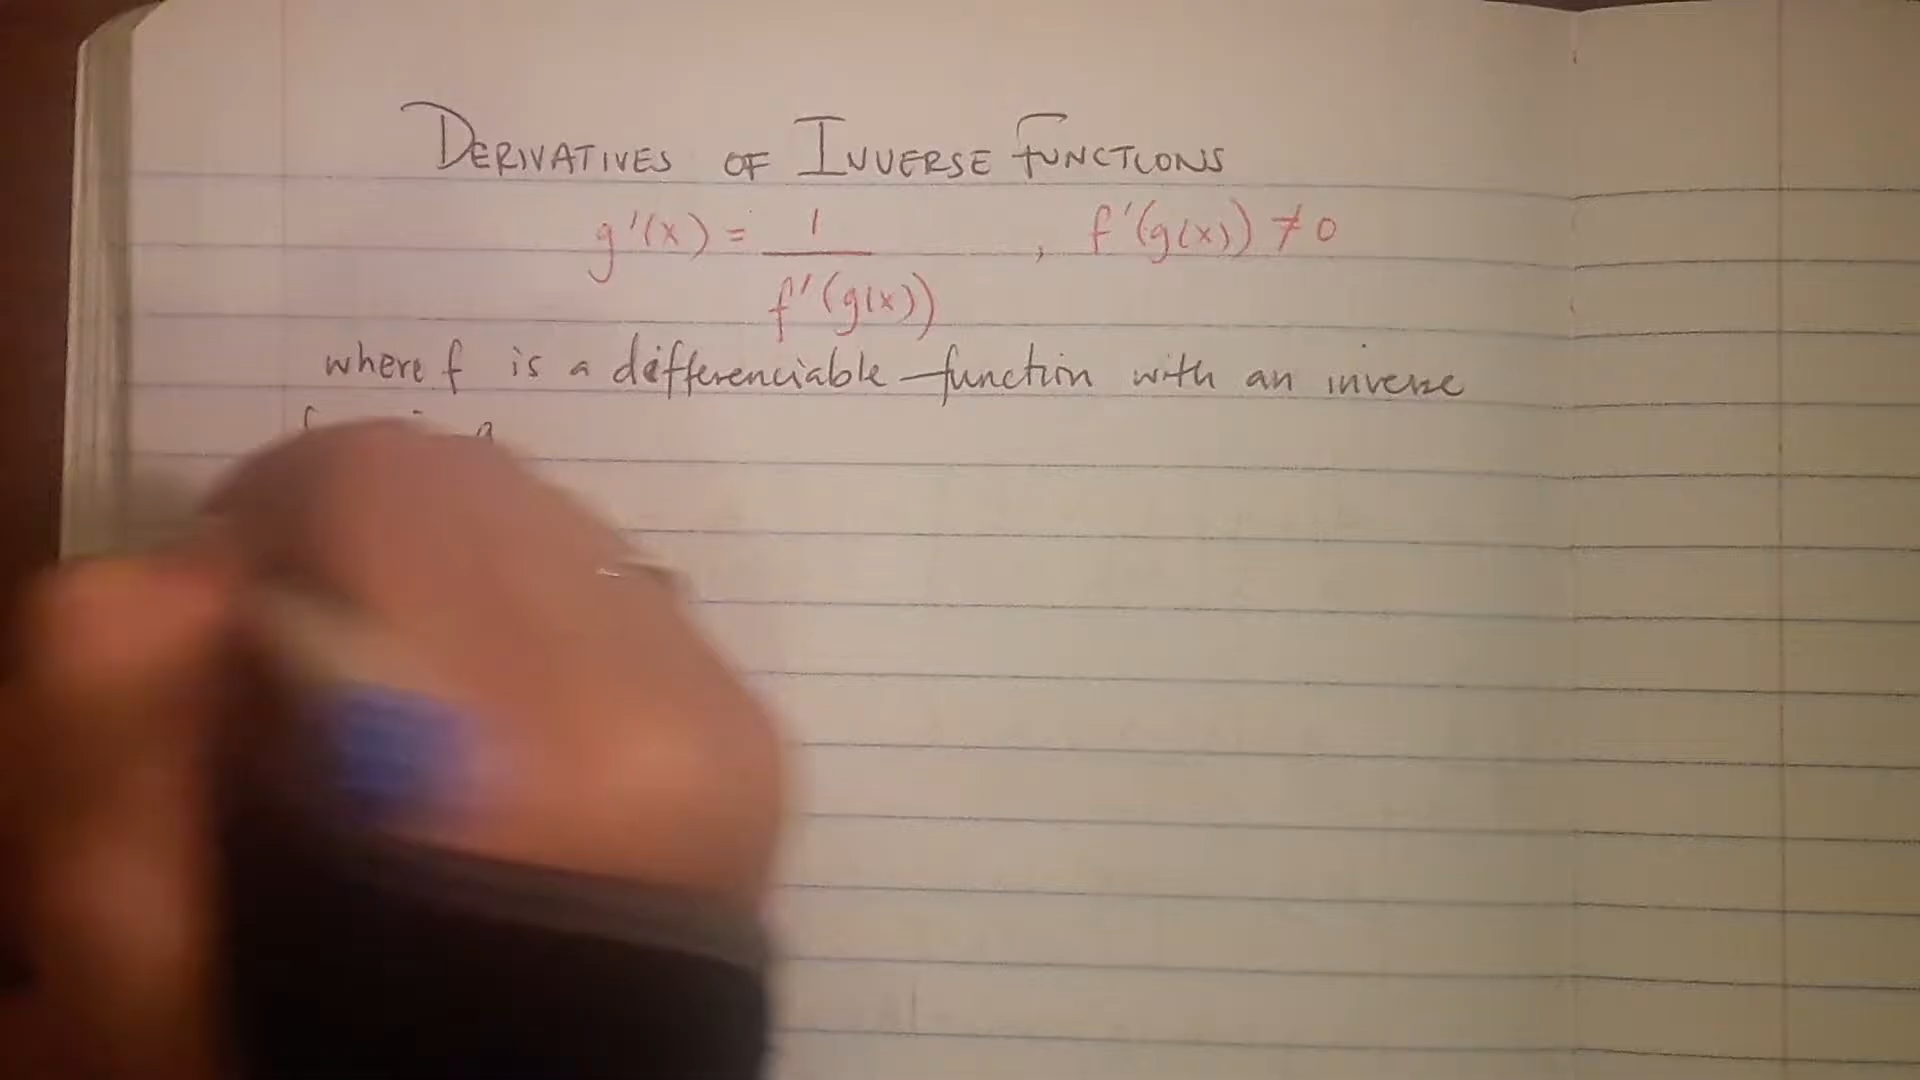 DERIVATIVES OF INVERSE FUNCTIONS
g'(x) = 1 / f'(g(x)) , f'(g(x)) ≠ 0
where f is a differenciable function with an inverse